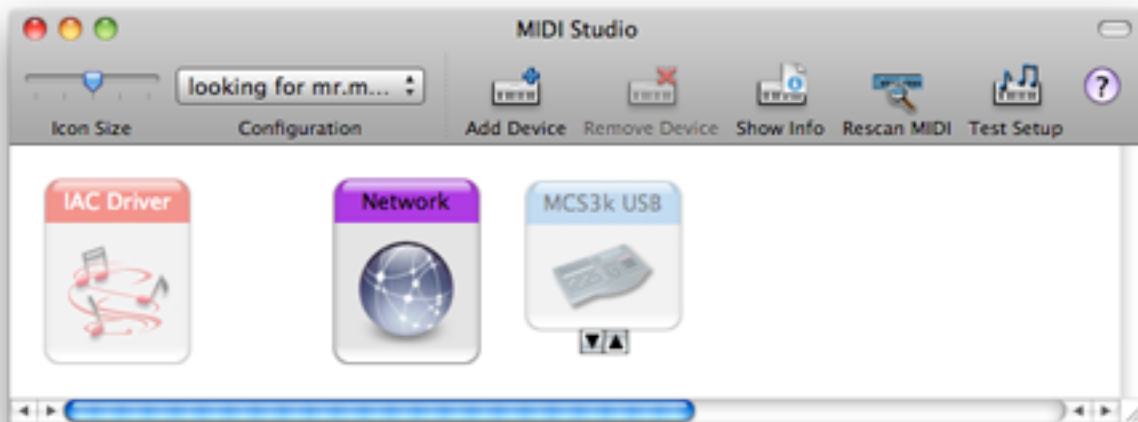 MIDI Studio
looking for mr.m...
Icon Size
Configuration
Add Device
Remove Device
Show Info
Rescan MIDI
Test Setup
?
IAC Driver
Network
MCS3k USB